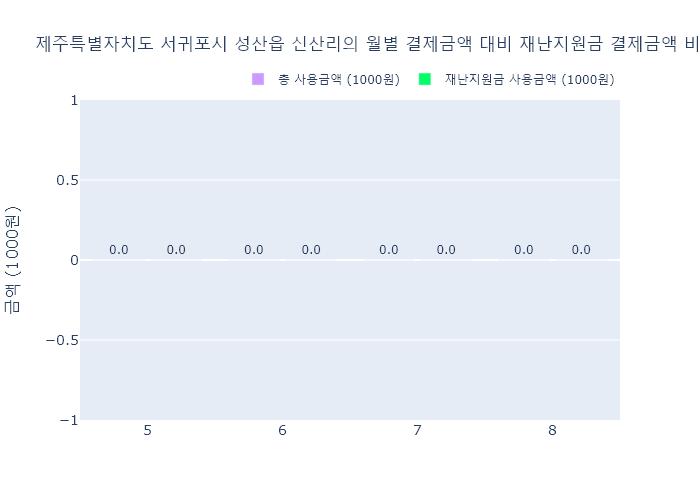 제주특별자치도 서귀포시 성산읍 신산리의 월별 결제금액 대비 재난지원금 결제금액 비
총 사용금액 (1000원) 재난지원금 사용금액 (1000원)
금액 (1000원)
1
0.5
0
−0.5
−1
0.0 0.0 0.0 0.0 0.0 0.0 0.0 0.0
5 6 7 8